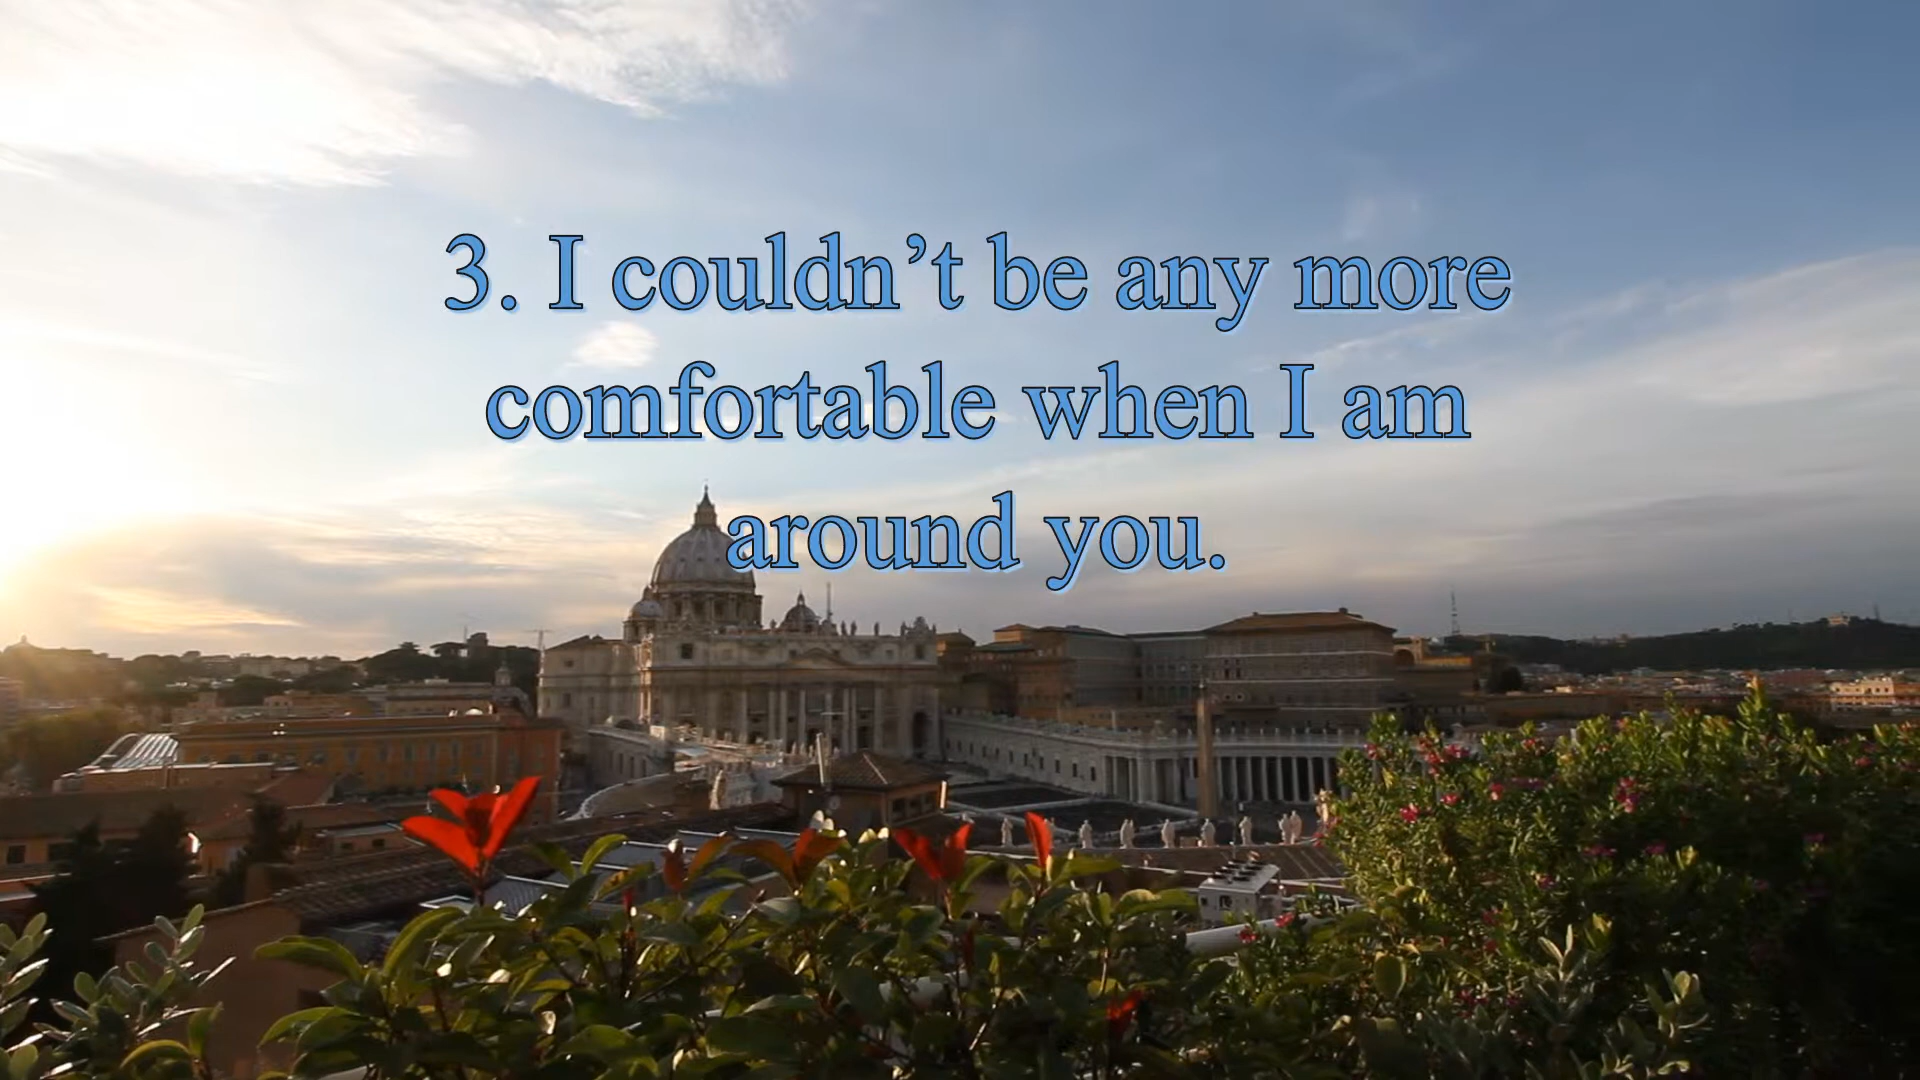 3. I couldn’t be any more
comfortable when I am
around you.